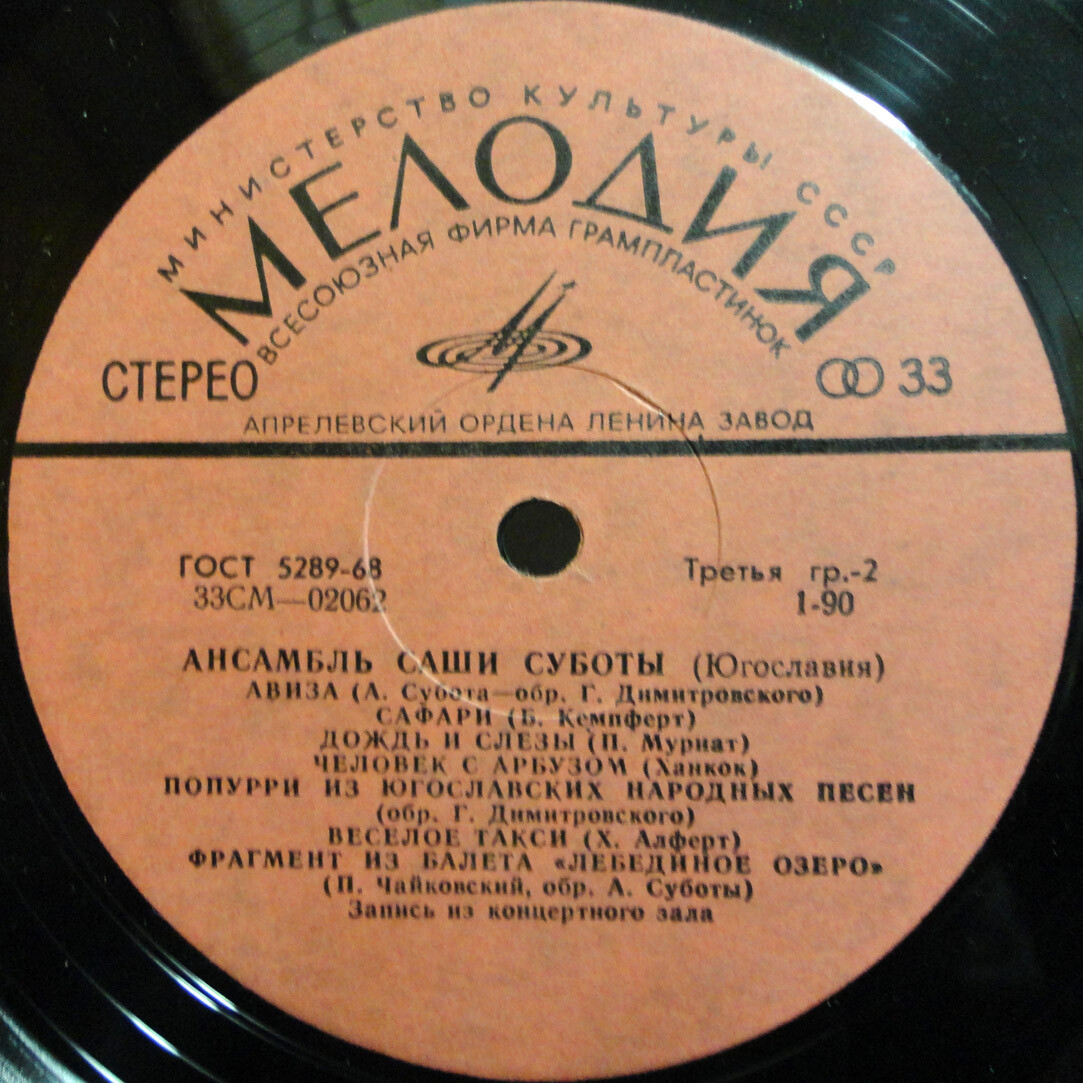 МИНИСТЕРСТВО КУЛЬТУРЫ СССР
МЕЛОДИЯ
ВСЕСОЮЗНАЯ ФИРМА ГРАМПЛАСТИНОК
СТЕРЕО 33
АПРЕЛЕВСКИЙ ОРДЕНА ЛЕНИНА ЗАВОД
ГОСТ 5289-68 Третья гр.-2
33СМ—02062 1-90
АНСАМБЛЬ САШИ СУБОТЫ (Югославия)
АВИЗА (А. Субота—обр. Г. Димитровского)
САФАРИ (Б. Кемпферт)
ДОЖДЬ И СЛЕЗЫ (П. Муриат)
ЧЕЛОВЕК С АРБУЗОМ (Ханкок)
ПОПУРРИ ИЗ ЮГОСЛАВСКИХ НАРОДНЫХ ПЕСЕН
(обр. Г. Димитровского)
ВЕСЕЛОЕ ТАКСИ (Х. Алферт)
ФРАГМЕНТ ИЗ БАЛЕТА «ЛЕБЕДИНОЕ ОЗЕРО»
(П. Чайковский, обр. А. Суботы)
Запись из концертного зала